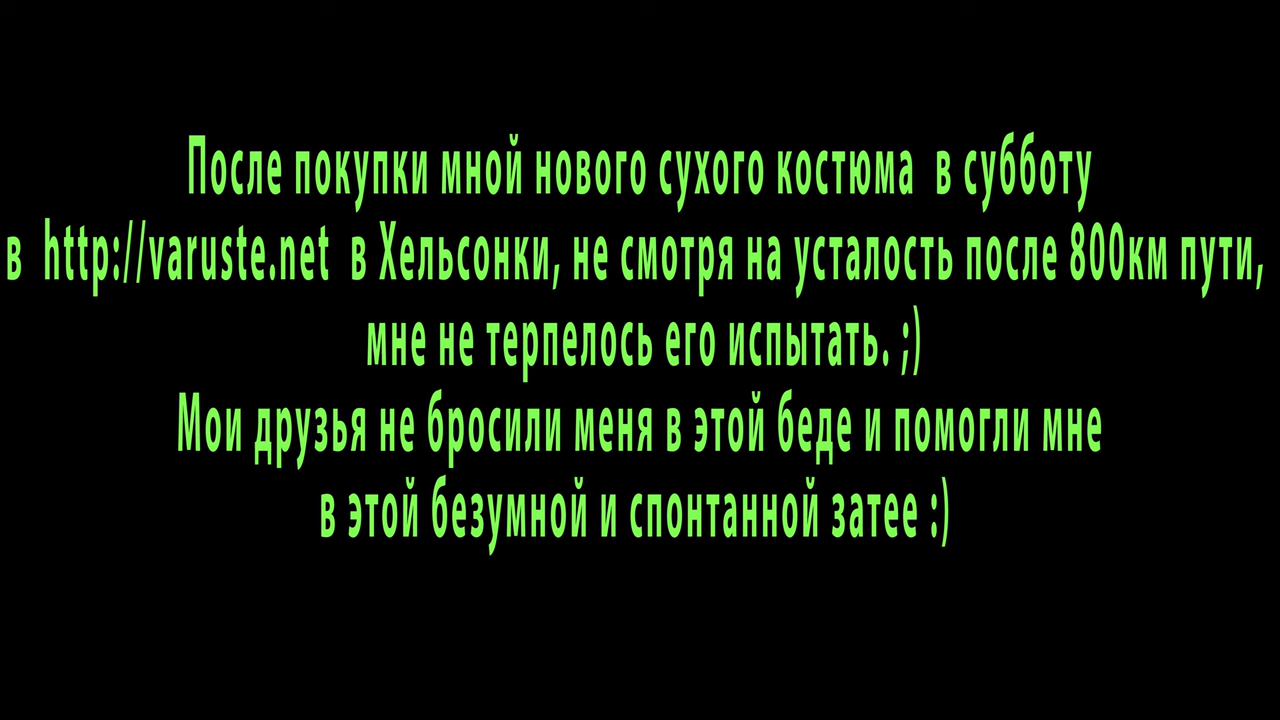 После покупки мной нового сухого костюма в субботу
в http://varuste.net в Хельсонки, не смотря на усталость после 800км пути,
мне не терпелось его испытать. ;)
Мои друзья не бросили меня в этой беде и помогли мне
в этой безумной и спонтанной затее :)